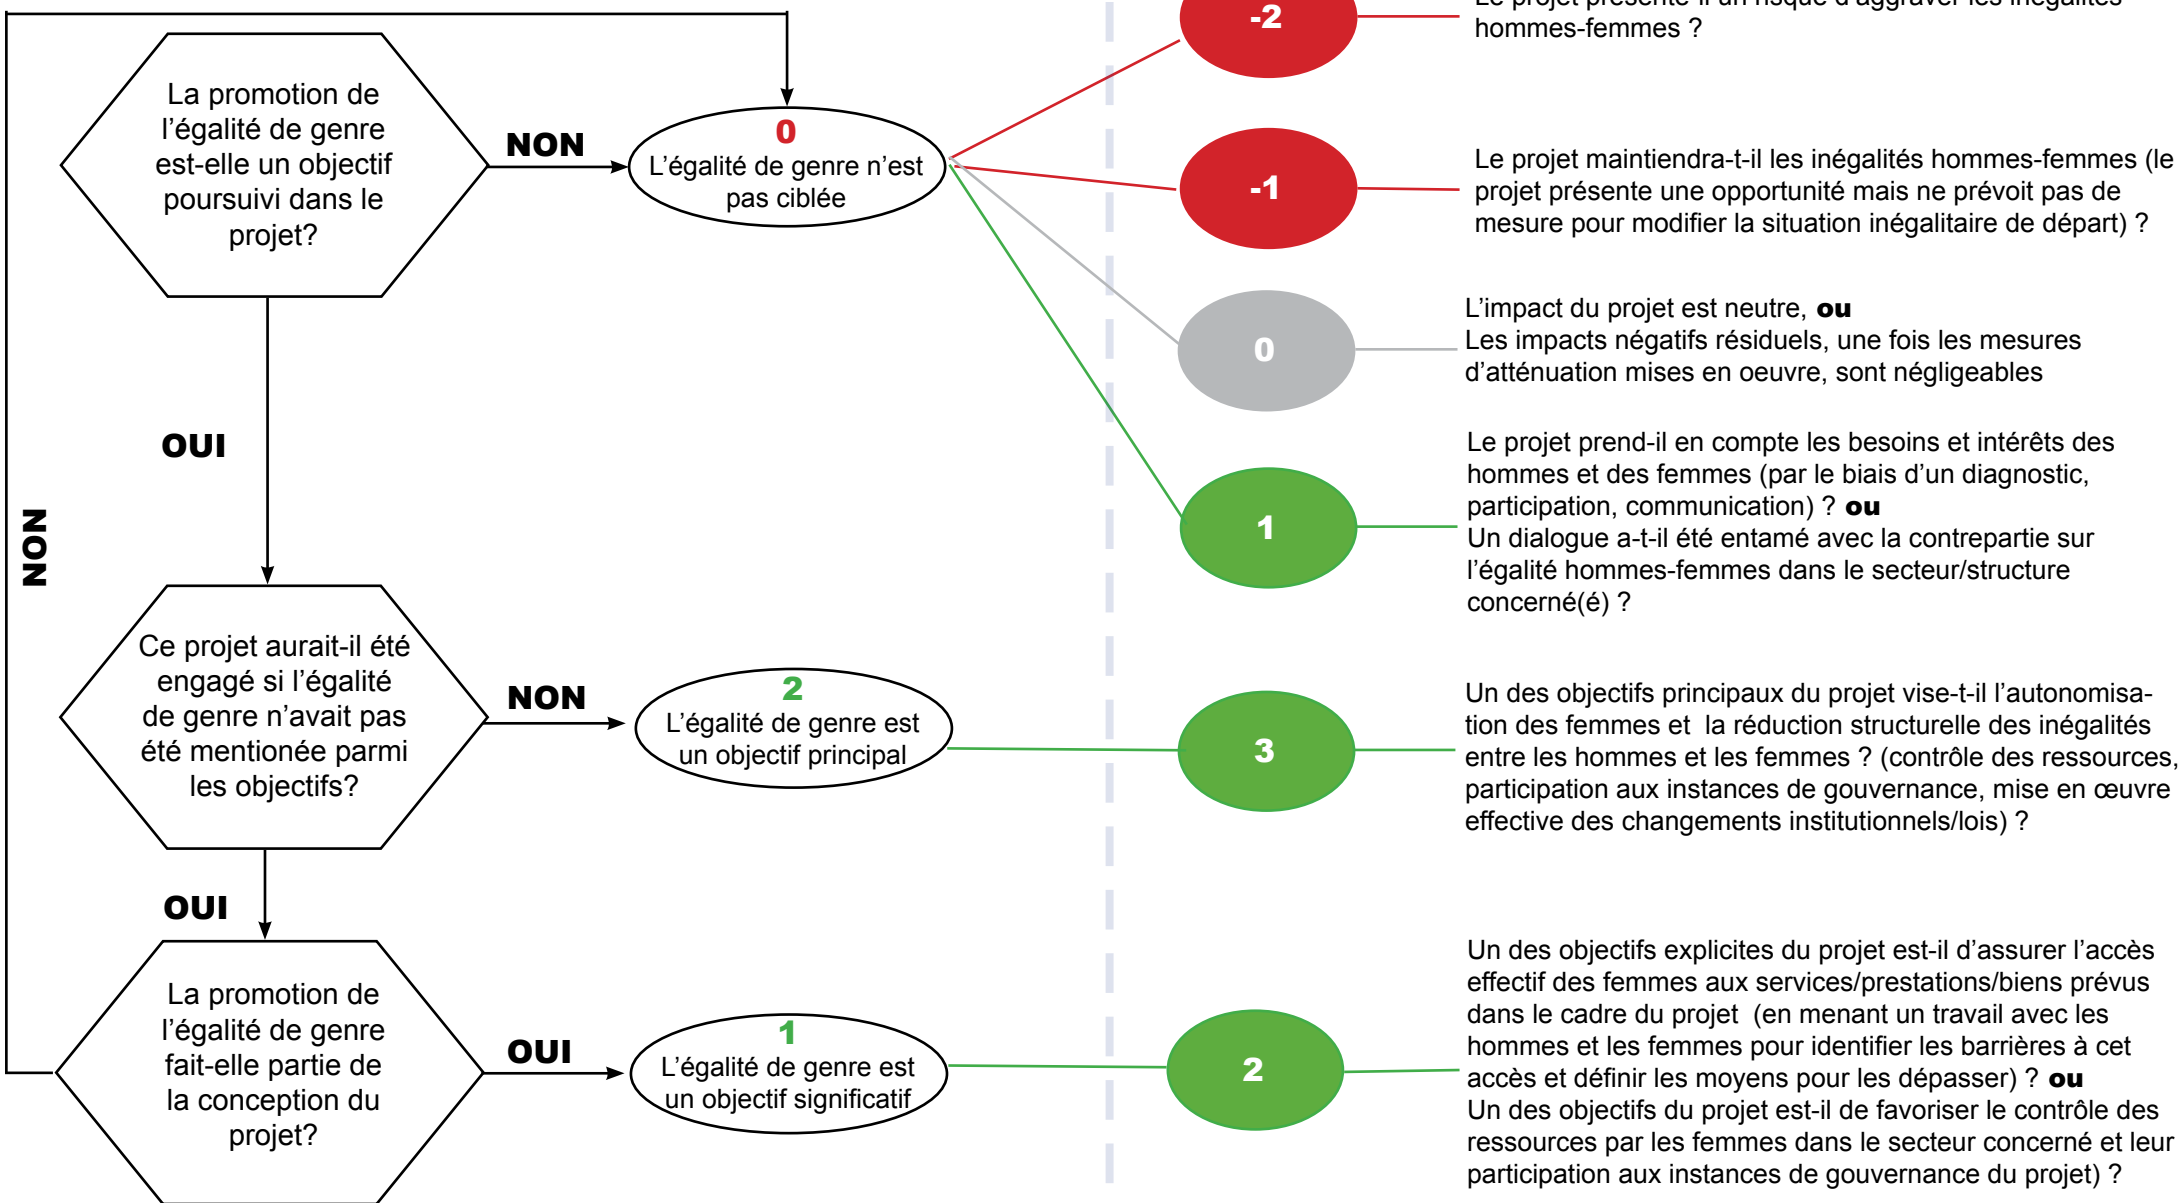 La promotion de
l'égalité de genre
est-elle un objectif
poursuivi dans le
projet?
NON
0
L'égalité de genre n'est
pas ciblée
OUI
NON
Ce projet aurait-il été
engagé si l'égalité
de genre n'avait pas
été mentionée parmi
les objectifs?
NON
2
L'égalité de genre est
un objectif principal
OUI
La promotion de
l'égalité de genre
fait-elle partie de
la conception du
projet?
OUI
1
L'égalité de genre est
un objectif significatif
-2
Le projet présente-il un risque d'aggraver les inégalités
hommes-femmes ?
-1
Le projet maintiendra-t-il les inégalités hommes-femmes (le
projet présente une opportunité mais ne prévoit pas de
mesure pour modifier la situation inégalitaire de départ) ?
0
L'impact du projet est neutre, ou
Les impacts négatifs résiduels, une fois les mesures
d'atténuation mises en oeuvre, sont négligeables
1
Le projet prend-il en compte les besoins et intérêts des
hommes et des femmes (par le biais d'un diagnostic,
participation, communication) ? ou
Un dialogue a-t-il été entamé avec la contrepartie sur
l'égalité hommes-femmes dans le secteur/structure
concerné(é) ?
3
Un des objectifs principaux du projet vise-t-il l'autonomisa-
tion des femmes et la réduction structurelle des inégalités
entre les hommes et les femmes ? (contrôle des ressources,
participation aux instances de gouvernance, mise en œuvre
effective des changements institutionnels/lois) ?
2
Un des objectifs explicites du projet est-il d'assurer l'accès
effectif des femmes aux services/prestations/biens prévus
dans le cadre du projet (en menant un travail avec les
hommes et les femmes pour identifier les barrières à cet
accès et définir les moyens pour les dépasser) ? ou
Un des objectifs du projet est-il de favoriser le contrôle des
ressources par les femmes dans le secteur concerné et leur
participation aux instances de gouvernance du projet) ?